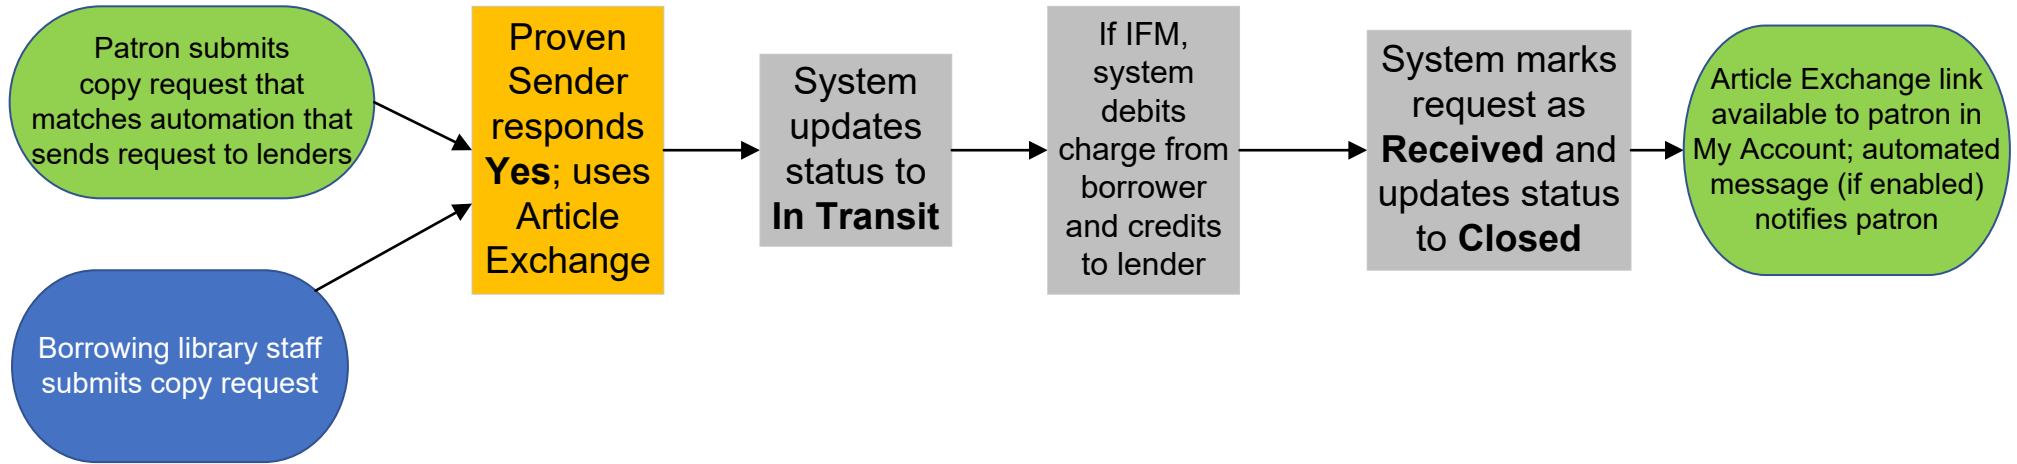 Patron submits
copy request that
matches automation that
sends request to lenders
Borrowing library staff
submits copy request
Proven
Sender
responds
Yes; uses
Article
Exchange
System
updates
status to
In Transit
If IFM,
system
debits
charge from
borrower
and credits
to lender
System marks
request as
Received and
updates status
to Closed
Article Exchange link
available to patron in
My Account; automated
message (if enabled)
notifies patron